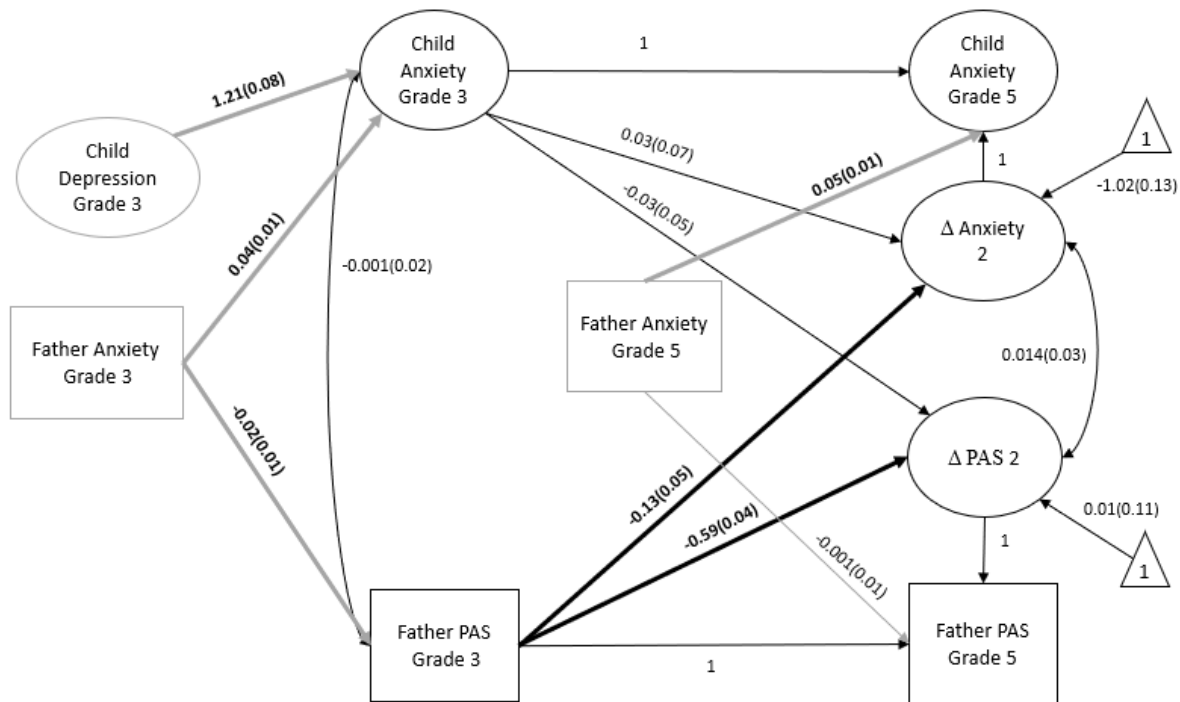 Child
Anxiety
Grade 3
1
Child
Anxiety
Grade 5
1.21(0.08)
Child
Depression
Grade 3
0.03(0.07)
0.05(0.01)
1
1
-1.02(0.13)
-0.03(0.05)
0.04(0.01)
-0.001(0.02)
Δ Anxiety
2
Father Anxiety
Grade 3
Father Anxiety
Grade 5
0.014(0.03)
-0.02(0.01)
-0.13(0.05)
-0.59(0.04)
-0.001(0.01)
Δ PAS 2
0.01(0.11)
1
1
Father PAS
Grade 3
1
Father PAS
Grade 5